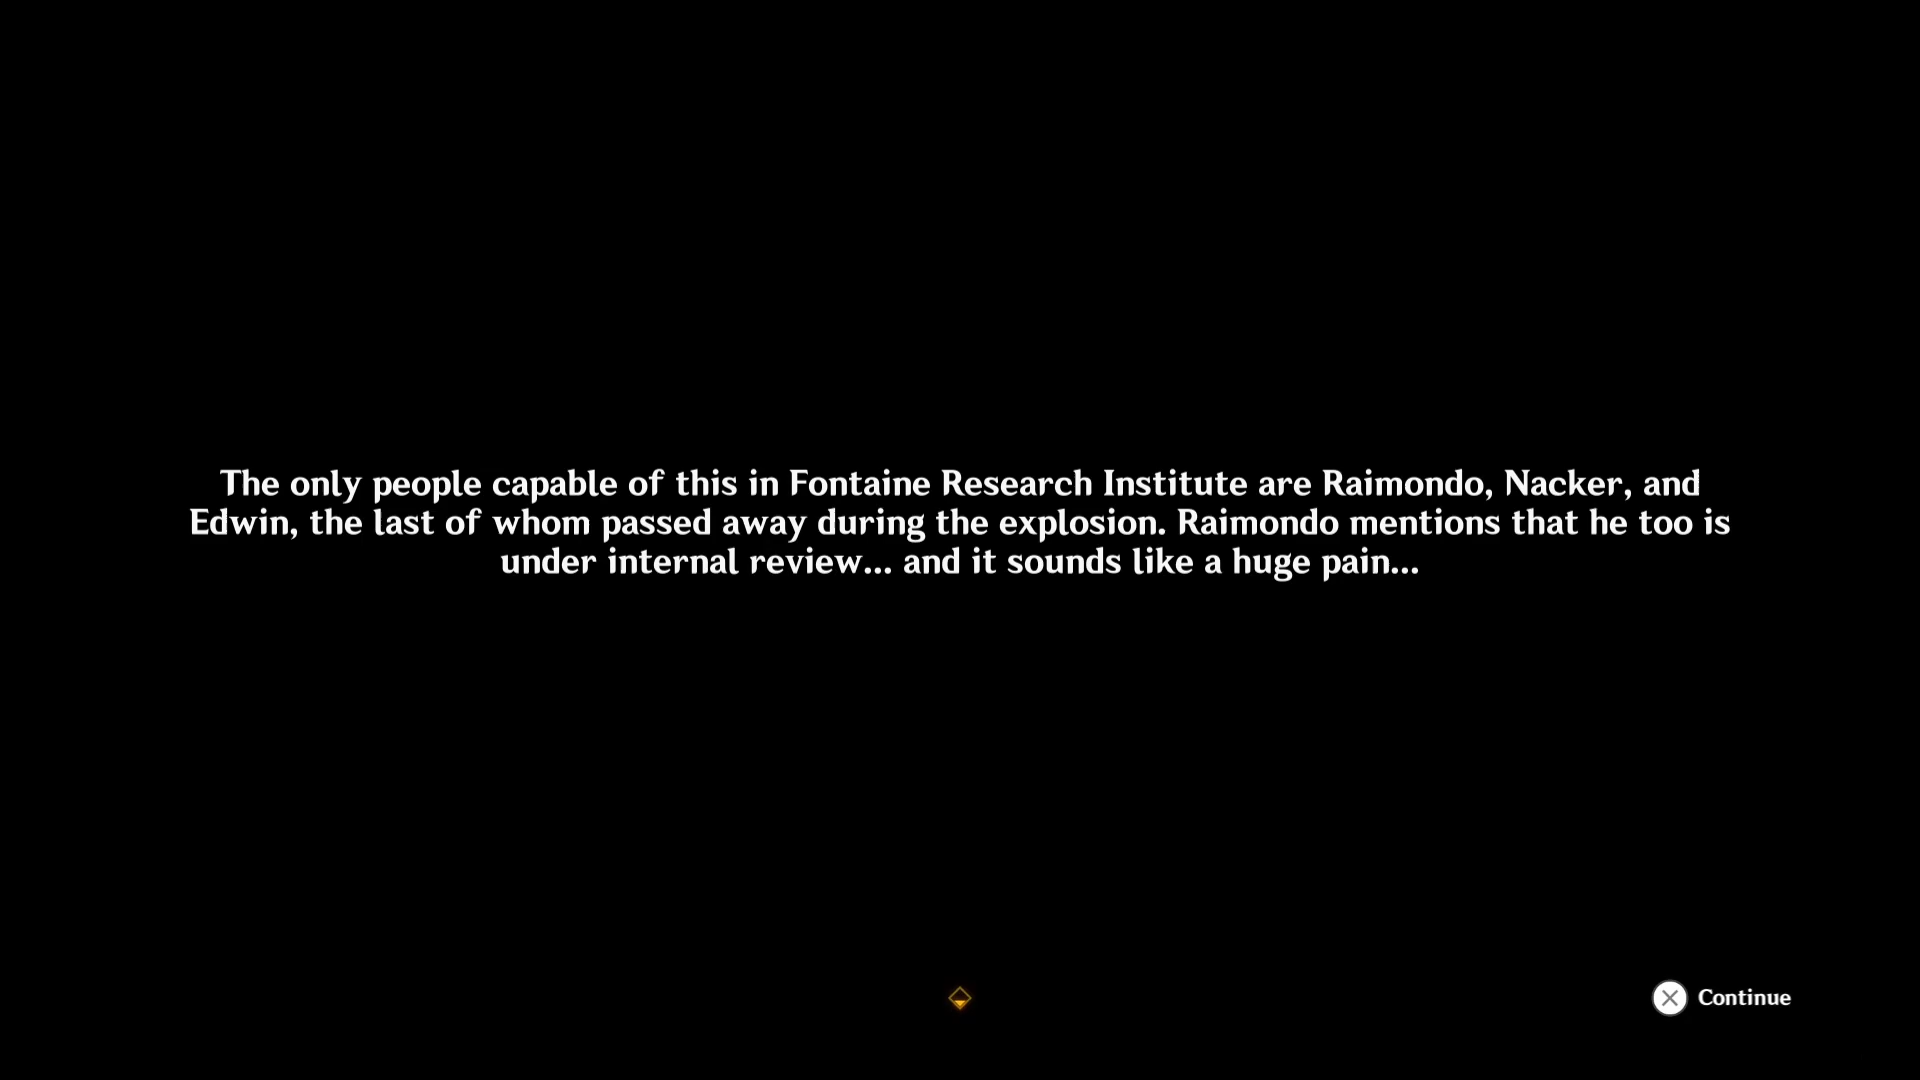 The only people capable of this in Fontaine Research Institute are Raimondo, Nacker, and
Edwin, the last of whom passed away during the explosion. Raimondo mentions that he too is
under internal review... and it sounds like a huge pain...
Continue